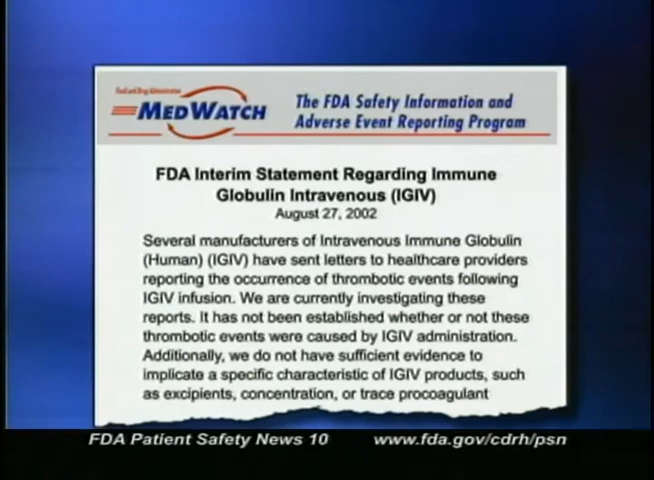 Food and Drug Administration
MEDWATCH
The FDA Safety Information and
Adverse Event Reporting Program
FDA Interim Statement Regarding Immune
Globulin Intravenous (IGIV)
August 27, 2002
Several manufacturers of Intravenous Immune Globulin
(Human) (IGIV) have sent letters to healthcare providers
reporting the occurrence of thrombotic events following
IGIV infusion. We are currently investigating these
reports. It has not been established whether or not these
thrombotic events were caused by IGIV administration.
Additionally, we do not have sufficient evidence to
implicate a specific characteristic of IGIV products, such
as excipients, concentration, or trace procoagulant
FDA Patient Safety News 10 www.fda.gov/cdrh/psn